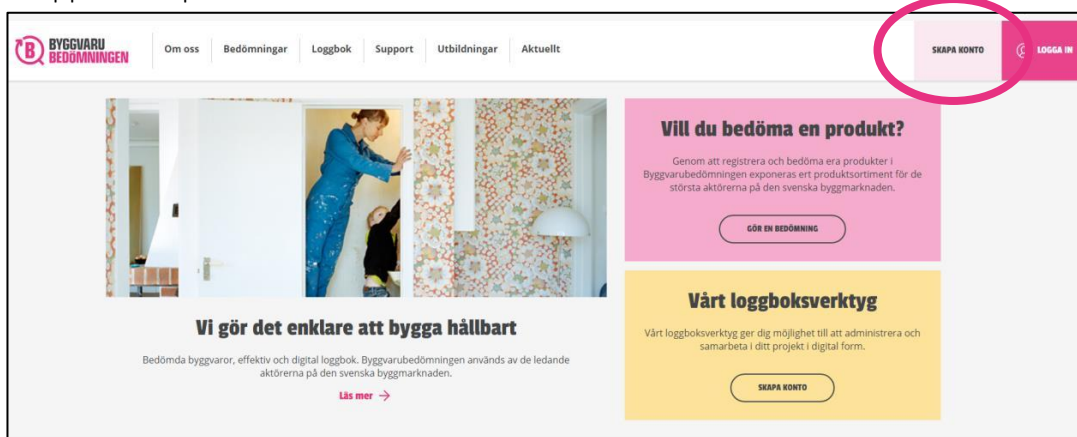 BYGGVARU
BEDÖMNINGEN
Om oss
Bedömningar
Loggbok
Support
Utbildningar
Aktuellt
SKAPA KONTO
LOGGA IN
Vi gör det enklare att bygga hållbart
Bedömda byggvaror, effektiv och digital loggbok. Byggvarubedömningen används av de ledande
aktörerna på den svenska byggmarknaden.
Läs mer →
Vill du bedöma en produkt?
Genom att registrera och bedöma era produkter i
Byggvarubedömningen exponeras ert produktsortiment för de
största aktörerna på den svenska byggmarknaden.
GÖR EN BEDÖMNING
Vårt loggboksverktyg
Vårt loggboksverktyg ger dig möjlighet till att administrera och
samarbeta i ditt projekt i digital form.
SKAPA KONTO